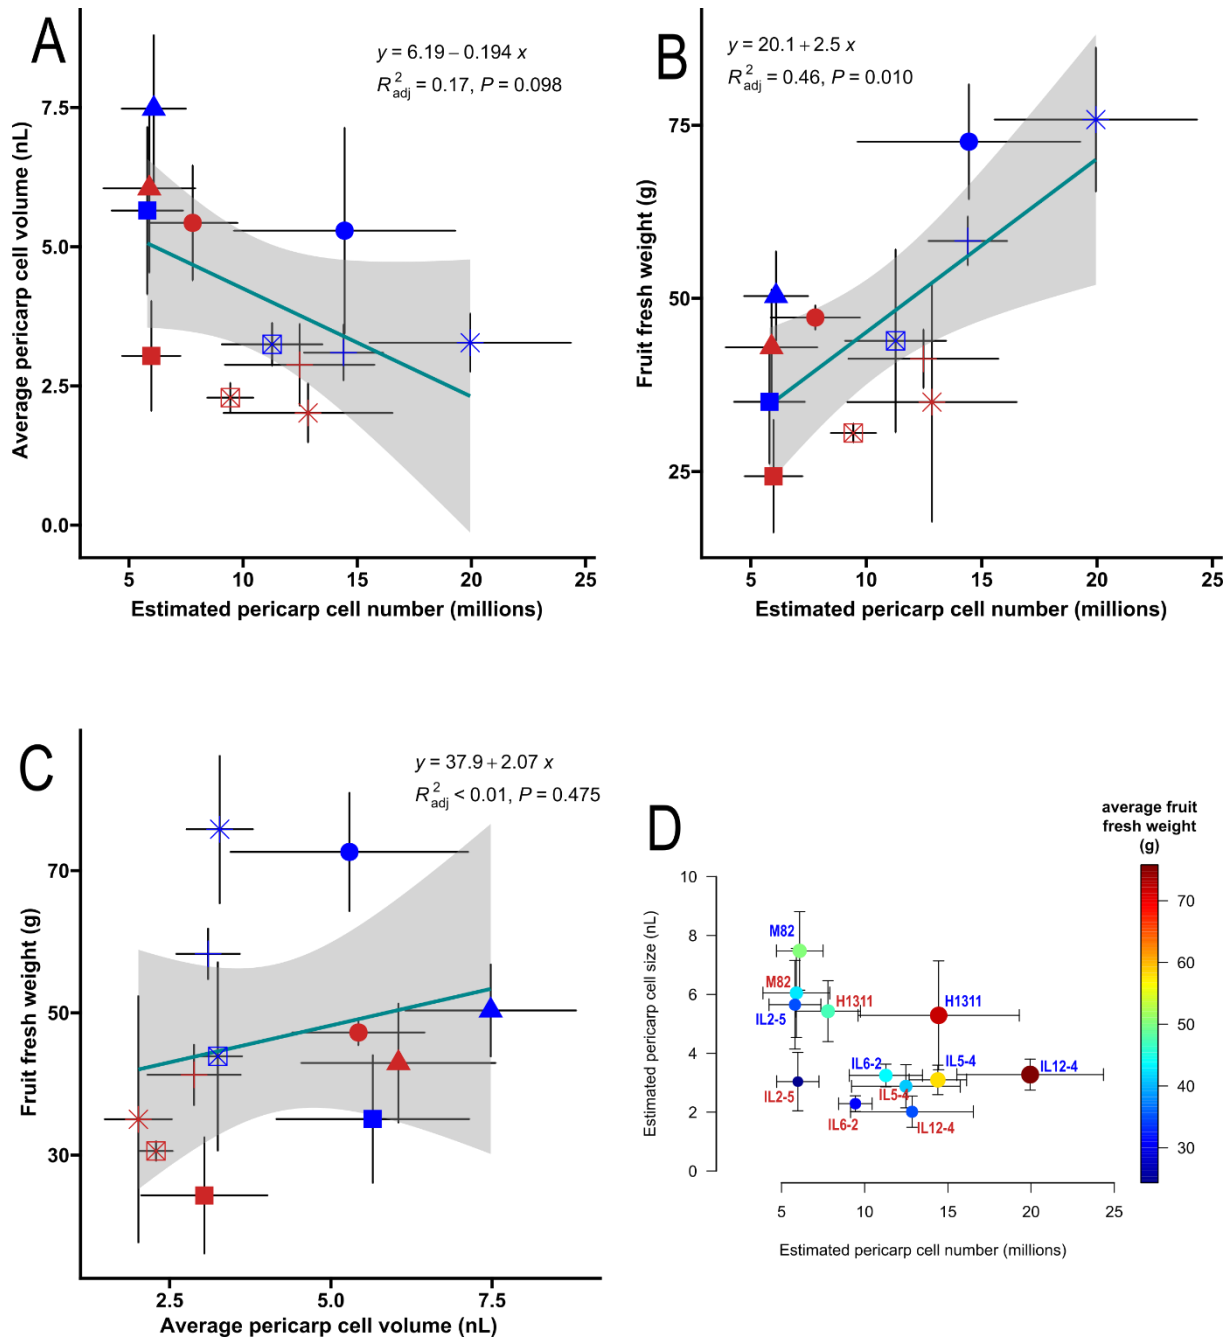 A
y = 6.19 − 0.194 x
R²adj = 0.17, P = 0.098
Average pericarp cell volume (nL)
7.5
5.0
2.5
0.0
5 10 15 20 25
Estimated pericarp cell number (millions)
B
y = 20.1 + 2.5 x
R²adj = 0.46, P = 0.010
Fruit fresh weight (g)
75
50
25
5 10 15 20 25
Estimated pericarp cell number (millions)
C
y = 37.9 + 2.07 x
R²adj < 0.01, P = 0.475
Fruit fresh weight (g)
70
50
30
2.5 5.0 7.5
Average pericarp cell volume (nL)
D
average fruit
fresh weight
(g)
70
60
50
40
30
Estimated pericarp cell size (nL)
10
8
6
4
2
0
M82
M82
IL2-5
H1311
H1311
IL6-2
IL5-4
IL12-4
IL2-5
IL5-4
IL6-2
IL12-4
5 10 15 20 25
Estimated pericarp cell number (millions)